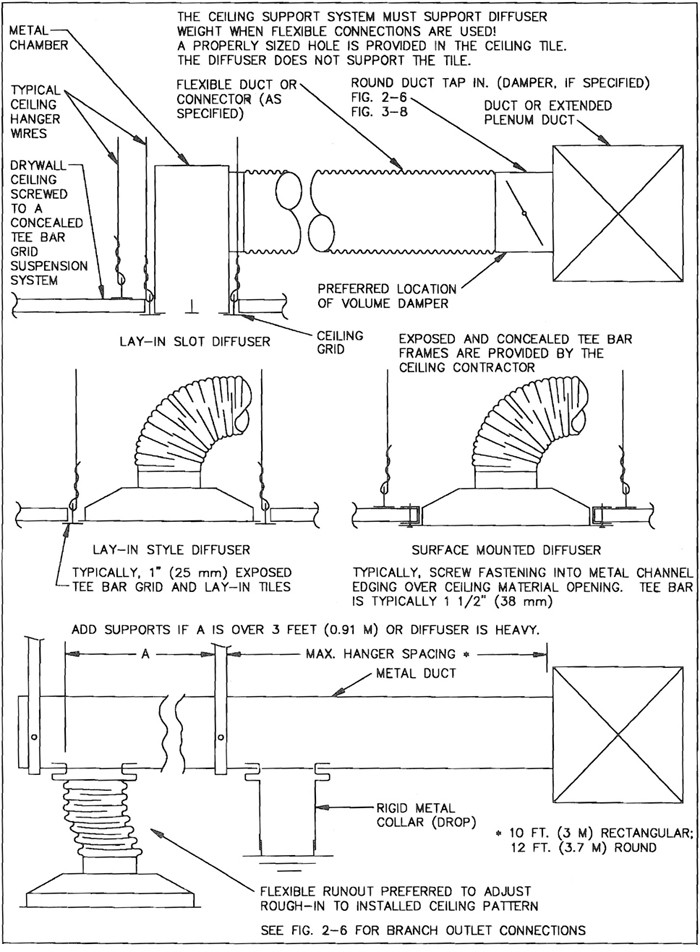 THE CEILING SUPPORT SYSTEM MUST SUPPORT DIFFUSER
WEIGHT WHEN FLEXIBLE CONNECTIONS ARE USED!
A PROPERLY SIZED HOLE IS PROVIDED IN THE CEILING TILE.
THE DIFFUSER DOES NOT SUPPORT THE TILE.
METAL
CHAMBER
TYPICAL
CEILING
HANGER
WIRES
FLEXIBLE DUCT OR
CONNECTOR (AS
SPECIFIED)
ROUND DUCT TAP IN. (DAMPER, IF SPECIFIED)
FIG. 2-6
FIG. 3-8
DUCT OR EXTENDED
PLENUM DUCT
DRYWALL
CEILING
SCREWED
TO A
CONCEALED
TEE BAR
GRID
SUSPENSION
SYSTEM
PREFERRED LOCATION
OF VOLUME DAMPER
LAY-IN SLOT DIFFUSER
CEILING
GRID
EXPOSED AND CONCEALED TEE BAR
FRAMES ARE PROVIDED BY THE
CEILING CONTRACTOR
LAY-IN STYLE DIFFUSER
TYPICALLY, 1" (25 mm) EXPOSED
TEE BAR GRID AND LAY-IN TILES
SURFACE MOUNTED DIFFUSER
TYPICALLY, SCREW FASTENING INTO METAL CHANNEL
EDGING OVER CEILING MATERIAL OPENING. TEE BAR
IS TYPICALLY 1 1/2" (38 mm)
ADD SUPPORTS IF A IS OVER 3 FEET (0.91 M) OR DIFFUSER IS HEAVY.
A
MAX. HANGER SPACING *
METAL DUCT
RIGID METAL
COLLAR (DROP)
* 10 FT. (3 M) RECTANGULAR;
12 FT. (3.7 M) ROUND
FLEXIBLE RUNOUT PREFERRED TO ADJUST
ROUGH-IN TO INSTALLED CEILING PATTERN
SEE FIG. 2-6 FOR BRANCH OUTLET CONNECTIONS